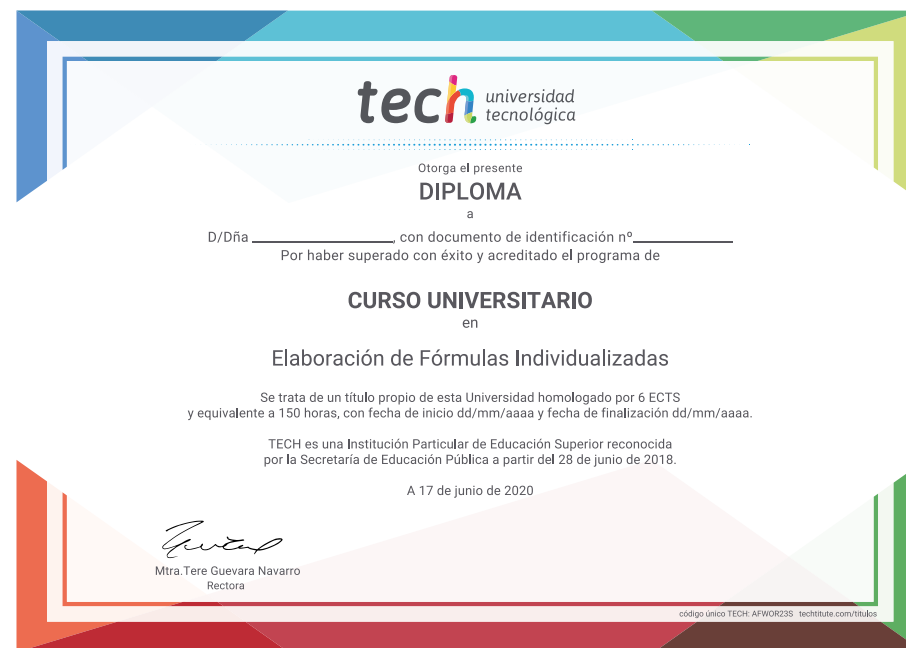 tech universidad
tecnológica
Otorga el presente
DIPLOMA
a
D/Dña ____________________, con documento de identificación nº______________
Por haber superado con éxito y acreditado el programa de
CURSO UNIVERSITARIO
en
Elaboración de Fórmulas Individualizadas
Se trata de un título propio de esta Universidad homologado por 6 ECTS
y equivalente a 150 horas, con fecha de inicio dd/mm/aaaa y fecha de finalización dd/mm/aaaa.
TECH es una Institución Particular de Educación Superior reconocida
por la Secretaría de Educación Pública a partir del 28 de junio de 2018.
A 17 de junio de 2020
Mtra.Tere Guevara Navarro
Rectora
código único TECH: AFWOR23S techtitute.com/titulos